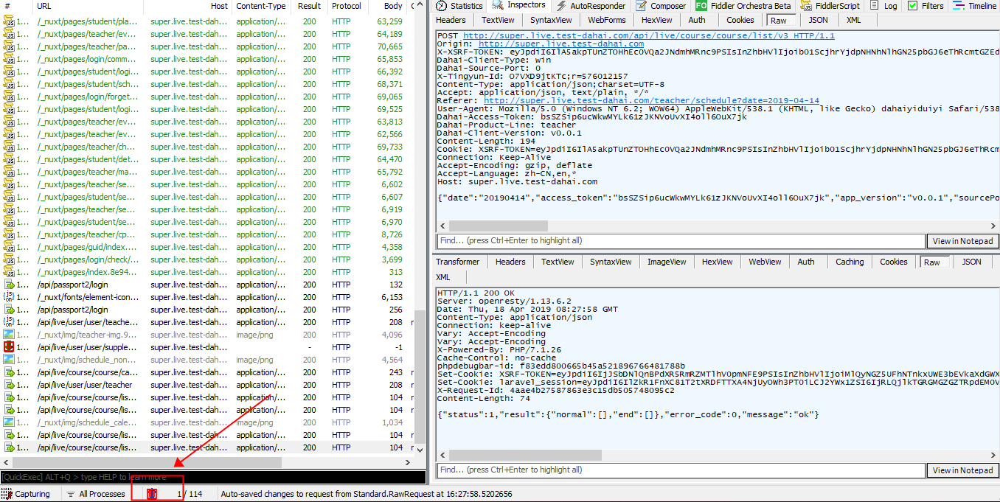 # URL Host Content-Type Result Protocol Body
1... /_nuxt/pages/student/pla... super.live.test-dah... application/... 200 HTTP 63,259
1... /_nuxt/pages/teacher/ev... super.live.test-dah... application/... 200 HTTP 64,189
1... /_nuxt/pages/teacher/pa... super.live.test-dah... application/... 200 HTTP 70,665
1... /_nuxt/pages/login/comm... super.live.test-dah... application/... 200 HTTP 65,853
1... /_nuxt/pages/student/logi... super.live.test-dah... application/... 200 HTTP 66,392
1... /_nuxt/pages/student/sch... super.live.test-dah... application/... 200 HTTP 68,371
1... /_nuxt/pages/login/forget... super.live.test-dah... application/... 200 HTTP 69,065
1... /_nuxt/pages/student/logi... super.live.test-dah... application/... 200 HTTP 69,525
1... /_nuxt/pages/teacher/ev... super.live.test-dah... application/... 200 HTTP 63,813
1... /_nuxt/pages/teacher/ev... super.live.test-dah... application/... 200 HTTP 62,566
1... /_nuxt/pages/teacher/ch... super.live.test-dah... application/... 200 HTTP 69,733
1... /_nuxt/pages/student/det... super.live.test-dah... application/... 200 HTTP 64,470
1... /_nuxt/pages/teacher/ma... super.live.test-dah... application/... 200 HTTP 65,792
1... /_nuxt/pages/teacher/se... super.live.test-dah... application/... 200 HTTP 6,602
1... /_nuxt/pages/student/se... super.live.test-dah... application/... 200 HTTP 6,607
1... /_nuxt/pages/teacher/se... super.live.test-dah... application/... 200 HTTP 6,919
1... /_nuxt/pages/student/se... super.live.test-dah... application/... 200 HTTP 6,970
1... /_nuxt/pages/teacher/cp... super.live.test-dah... application/... 200 HTTP 8,726
1... /_nuxt/pages/guid/index.... super.live.test-dah... application/... 200 HTTP 4,358
1... /_nuxt/pages/login/check/... super.live.test-dah... application/... 200 HTTP 3,699
1... /_nuxt/pages/index.8e94... super.live.test-dah... application/... 200 HTTP 313
1... /api/passport2/login super.live.test-dah... application/... 200 HTTP 132
1... /_nuxt/fonts/element-icon... super.live.test-dah... application/... 200 HTTP 6,153
1... /api/passport2/login super.live.test-dah... application/... 200 HTTP 256
1... /api/live/user/user/teache... super.live.test-dah... application/... 200 HTTP 208
1... /_nuxt/img/teacher-img.9... super.live.test-dah... image/png 200 HTTP 4,096
1... /api/live/user/user/supple... super.live.test-dah... - HTTP -1
1... /_nuxt/img/schedule_non... super.live.test-dah... image/png 200 HTTP 4,564
1... /api/live/course/course/ca... super.live.test-dah... application/... 200 HTTP 243
1... /api/live/user/user/teacher super.live.test-dah... application/... 200 HTTP 208
1... /api/live/course/course/lis... super.live.test-dah... application/... 200 HTTP 104
1... /api/live/course/course/lis... super.live.test-dah... application/... 200 HTTP 104
1... /_nuxt/img/schedule_cale... super.live.test-dah... image/png 200 HTTP 1,034
1... /api/live/course/course/lis... super.live.test-dah... application/... 200 HTTP 104
1... /api/live/course/course/lis... super.live.test-dah... application/... 200 HTTP 104
[QuickExec] ALT+Q > type HELP to learn more
Capturing All Processes 1 / 114 Auto-saved changes to request from Standard.RawRequest at 16:27:58.5202656
Statistics Inspectors AutoResponder Composer FO Fiddler Orchestra Beta FiddlerScript Log Filters Timeline
Headers TextView SyntaxView WebForms HexView Auth Cookies Raw JSON XML
POST http://super.live.test-dahai.com/api/live/course/course/list/v3 HTTP/1.1
Origin: http://super.live.test-dahai.com
Dahai-Client-Type: win
Dahai-Source-Port: 0
X-Tingyun-Id: O7VXD9jtKTc;r=576012157
Content-Type: application/json;charset=UTF-8
Accept: application/json, text/plain, */*
Referer: http://super.live.test-dahai.com/teacher/schedule?date=2019-04-14
User-Agent: Mozilla/5.0 (Windows NT 6.2; WOW64) AppleWebKit/538.1 (KHTML, like Gecko) dahaiyiduiyi Safari/538
Dahai-Access-Token:
Dahai-Product-Line: teacher
Dahai-Client-Version: v0.0.1
Content-Length: 194
Cookie:
Connection: Keep-Alive
Accept-Encoding: gzip, deflate
Accept-Language: zh-CN,en,*
Host: super.live.test-dahai.com
{"date":"20190414","access_token": "app_version":"v0.0.1","sourcePo
Find... (press Ctrl+Enter to highlight all) View in Notepad
Transformer Headers TextView SyntaxView ImageView HexView WebView Auth Caching Cookies Raw JSON
XML
HTTP/1.1 200 OK
Server: openresty/1.13.6.2
Date: Thu, 18 Apr 2019 08:27:58 GMT
Content-Type: application/json
Connection: keep-alive
Vary: Accept-Encoding
Vary: Accept-Encoding
X-Powered-By: PHP/7.1.26
Cache-Control: no-cache
phpdebugbar-id: f83edd800665b45a521896766481788b
Set-Cookie:
Set-Cookie:
X-Request-Id: 4aae4b27587863e3c15db505748095c2
Content-Length: 74
{"status":1,"result":{"normal":[],"end":[]},"error_code":0,"message":"ok"}
Find... (press Ctrl+Enter to highlight all) View in Notepad